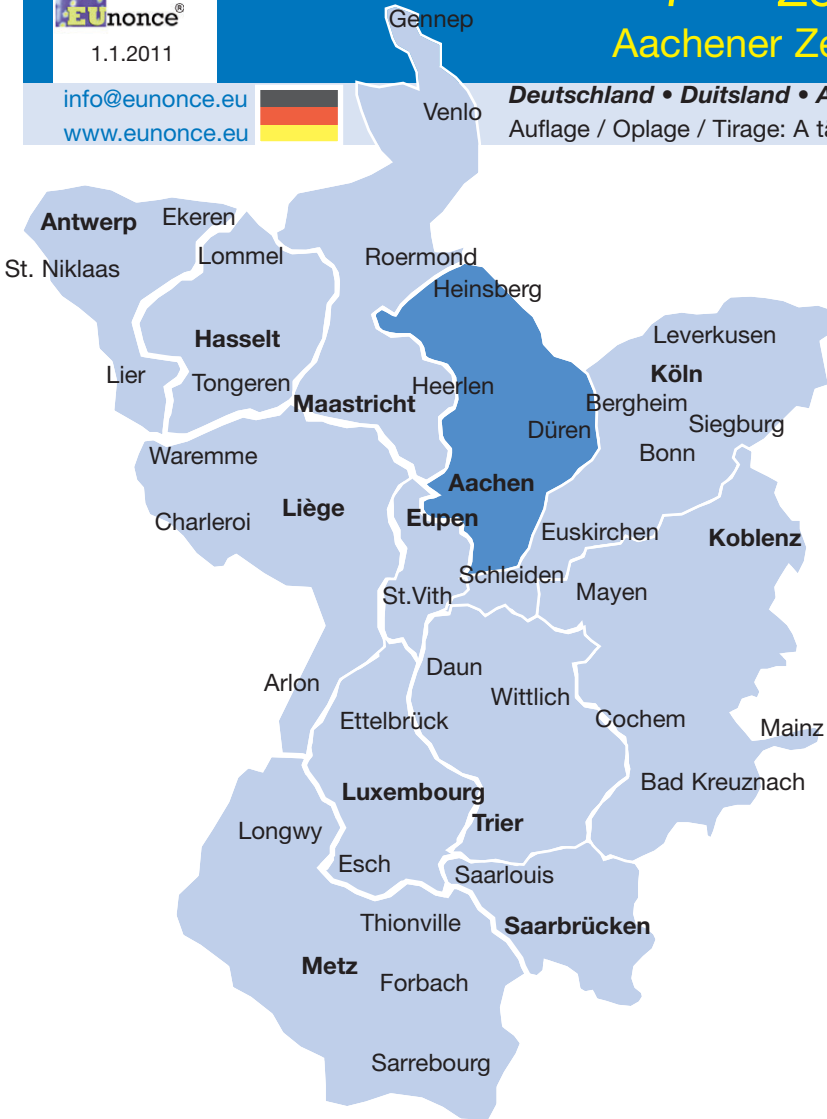 EUnonce®
1.1.2011
Aachener Ze
info@eunonce.eu
www.eunonce.eu
Deutschland • Duitsland • A
Auflage / Oplage / Tirage: A ta
Gennep
Venlo
Antwerp
Ekeren
St. Niklaas
Lommel
Roermond
Heinsberg
Hasselt
Leverkusen
Lier
Tongeren
Maastricht
Heerlen
Köln
Bergheim
Düren
Siegburg
Bonn
Waremme
Aachen
Charleroi
Liège
Eupen
Euskirchen
Koblenz
Schleiden
St.Vith
Mayen
Arlon
Daun
Wittlich
Ettelbrück
Cochem
Mainz
Luxembourg
Bad Kreuznach
Longwy
Trier
Esch
Saarlouis
Thionville
Saarbrücken
Metz
Forbach
Sarrebourg